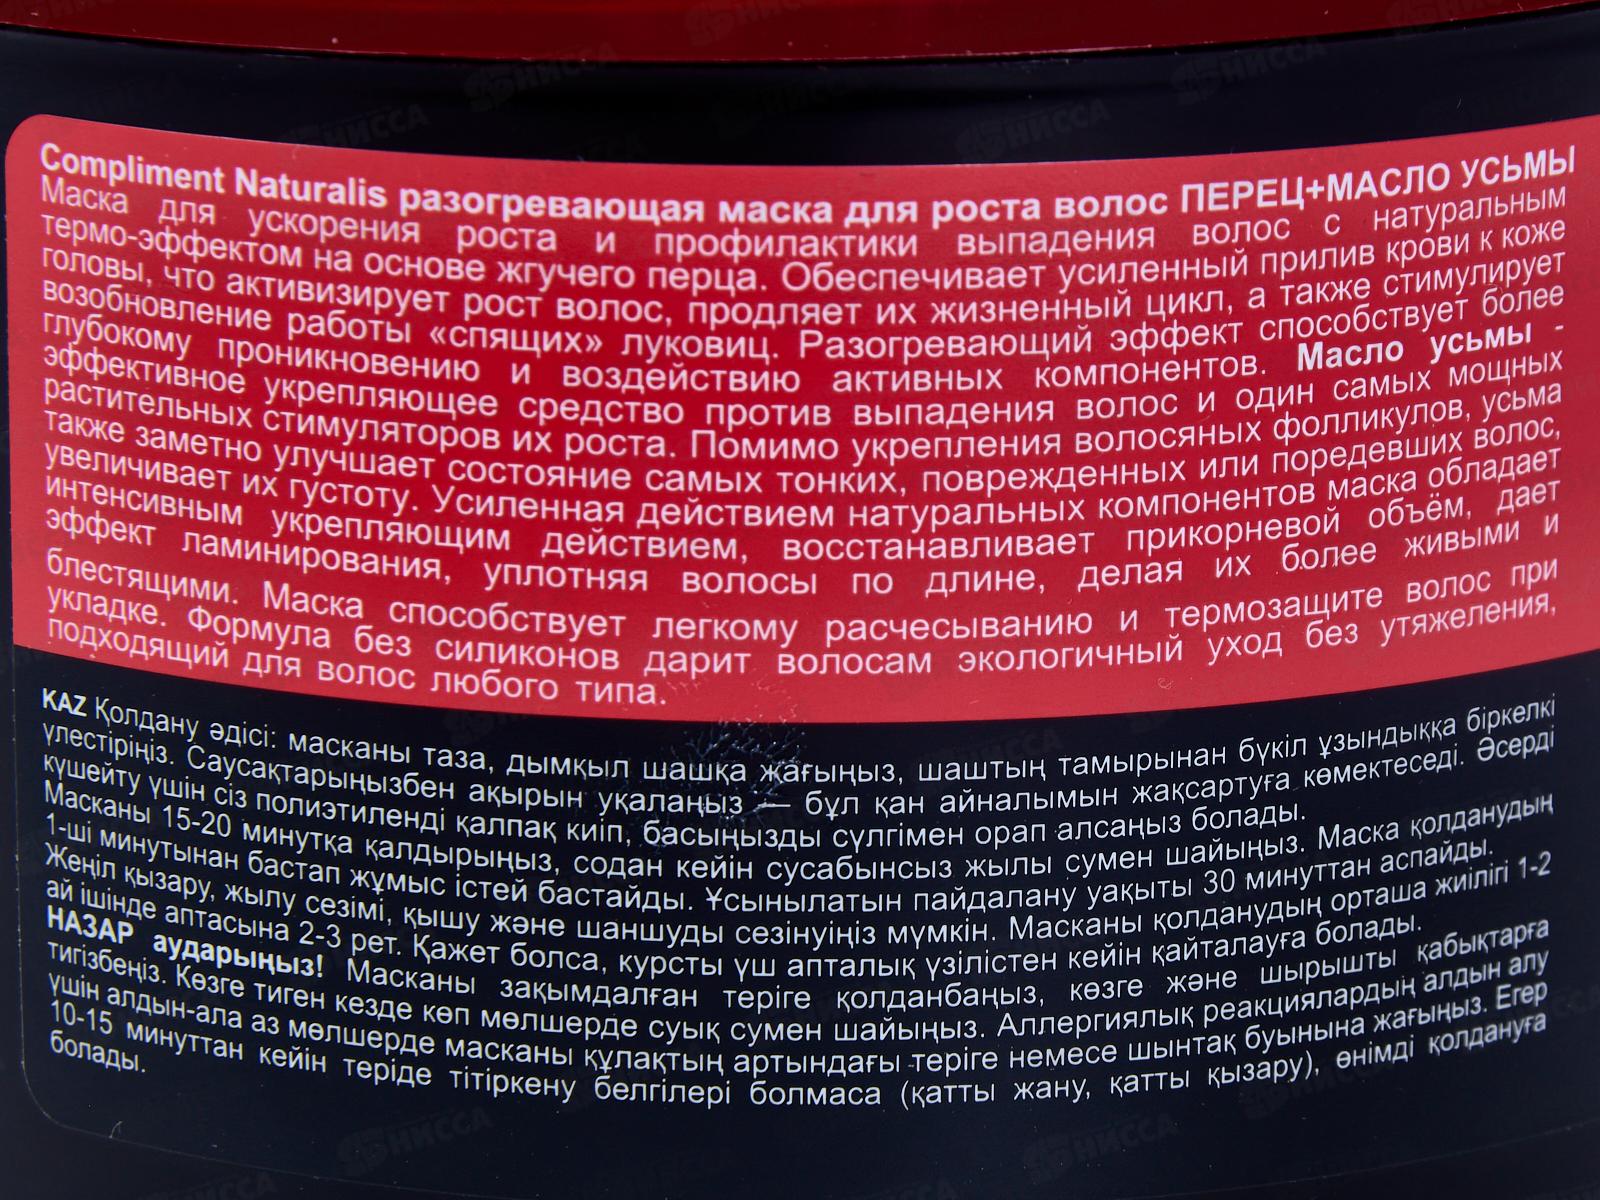 Compliment Naturalis разогревающая маска для роста волос ПЕРЕЦ+МАСЛО УСЬМЫ
Маска для ускорения роста и профилактики выпадения волос с натуральным
термо-эффектом на основе жгучего перца. Обеспечивает усиленный прилив крови к коже
головы, что активизирует рост волос, продляет их жизненный цикл, а также стимулирует
возобновление работы «спящих» луковиц. Разогревающий эффект способствует более
глубокому проникновению и воздействию активных компонентов. Масло усьмы -
эффективное укрепляющее средство против выпадения волос и один самых мощных
растительных стимуляторов их роста. Помимо укрепления волосяных фолликулов, усьма
также заметно улучшает состояние самых тонких, поврежденных или поредевших волос,
увеличивает их густоту. Усиленная действием натуральных компонентов маска обладает
интенсивным укрепляющим действием, восстанавливает прикорневой объём, дает
эффект ламинирования, уплотняя волосы по длине, делая их более живыми и
блестящими. Маска способствует легкому расчесыванию и термозащите волос при
укладке. Формула без силиконов дарит волосам экологичный уход без утяжеления,
подходящий для волос любого типа.
KAZ Қолдану әдісі: масканы таза, дымқыл шашқа жағыңыз, шаштың тамырынан бүкіл ұзындыққа біркелкі
үлестіріңіз. Саусақтарыңызбен ақырын уқалаңыз — бұл қан айналымын жақсартуға көмектеседі. Әсерді
күшейту үшін сіз полиэтиленді қалпақ киіп, басыңызды сүлгімен орап алсаңыз болады.
Масканы 15-20 минутқа қалдырыңыз, содан кейін сусабынсыз жылы сумен шайыңыз. Маска қолданудың
1-ші минутынан бастап жұмыс істей бастайды. Ұсынылатын пайдалану уақыты 30 минуттан аспайды.
Жеңіл қызару, жылу сезімі, қышу және шаншуды сезінуіңіз мүмкін. Масканы қолданудың орташа жиілігі 1-2
ай ішінде аптасына 2-3 рет. Қажет болса, курсты үш апталық үзілістен кейін қайталауға болады.
НАЗАР аударыңыз! Масканы зақымдалған теріге қолданбаңыз, көзге және шырышты қабықтарға
тигізбеңіз. Көзге тиген кезде көп мөлшерде суық сумен шайыңыз. Аллергиялық реакциялардың алдын алу
үшін алдын-ала аз мөлшерде масканы құлақтың артындағы теріге немесе шынтақ буынына жағыңыз. Егер
10-15 минуттан кейін теріде тітіркену белгілері болмаса (қатты жану, қатты қызару), өнімді қолдануға
болады.